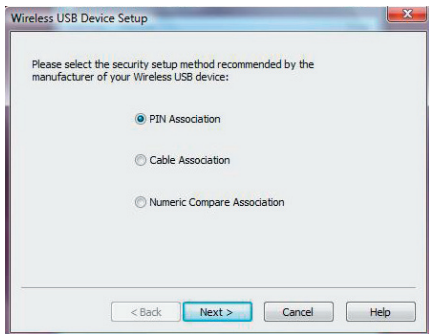 Wireless USB Device Setup
Please select the security setup method recommended by the
manufacturer of your Wireless USB device:
PIN Association
Cable Association
Numeric Compare Association
< Back Next > Cancel Help